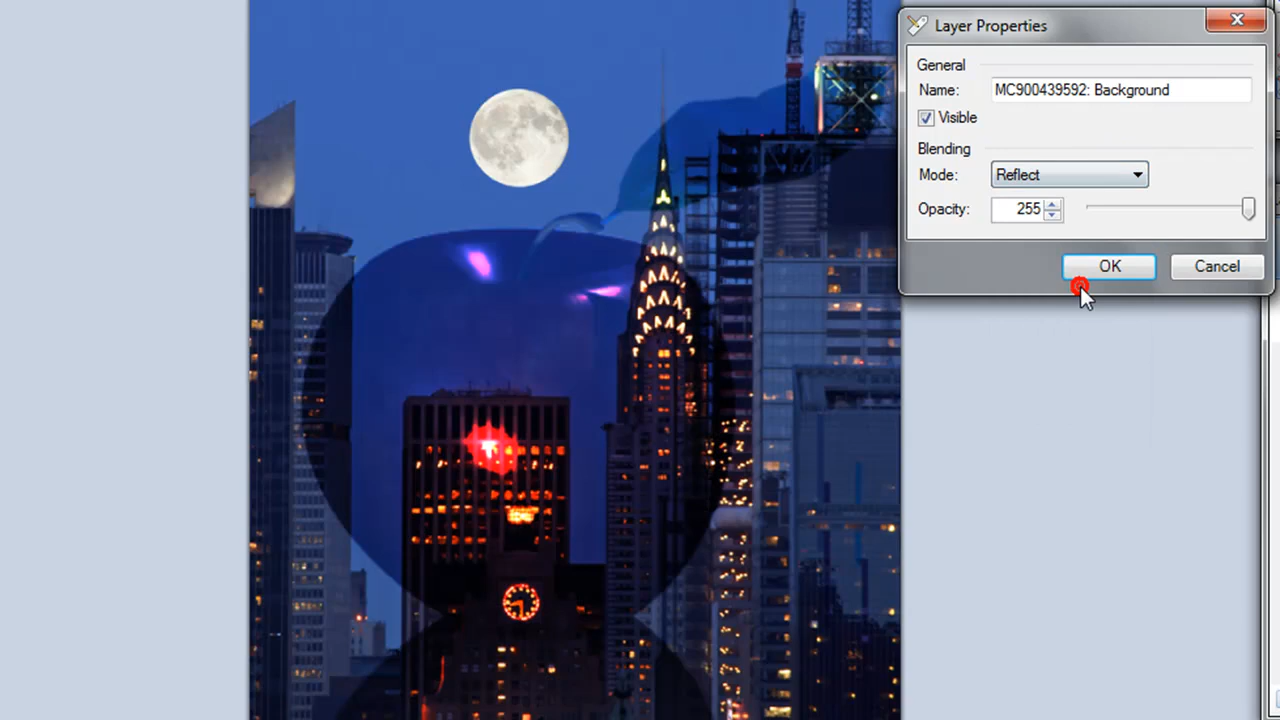 Layer Properties
General
Name: MC900439592: Background
Visible
Blending
Mode: Reflect
Opacity: 255
OK Cancel